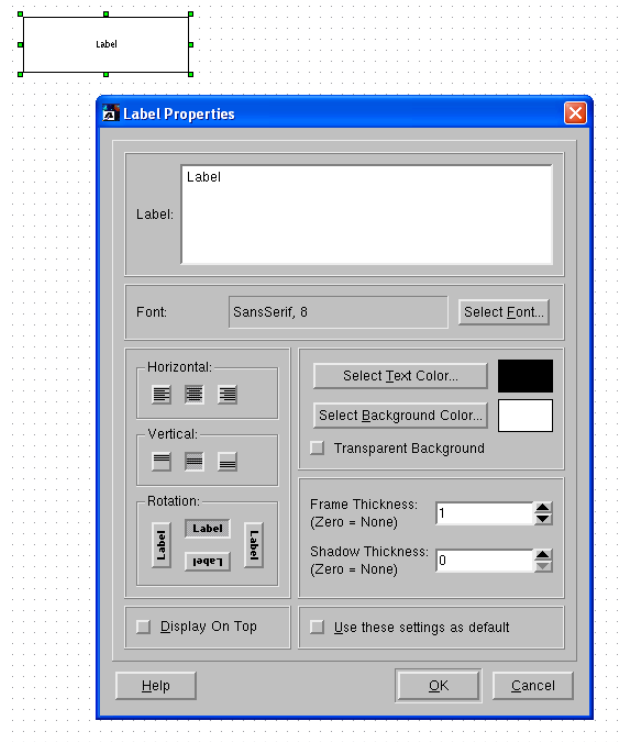 Label
Label Properties
Label:
Label
Font:
SansSerif, 8
Select Font...
Horizontal:
Vertical:
Rotation:
Label
Label
Label
Label
Select Text Color...
Select Background Color...
Transparent Background
Frame Thickness:
(Zero = None)
1
Shadow Thickness:
(Zero = None)
0
Display On Top
Use these settings as default
Help
OK
Cancel